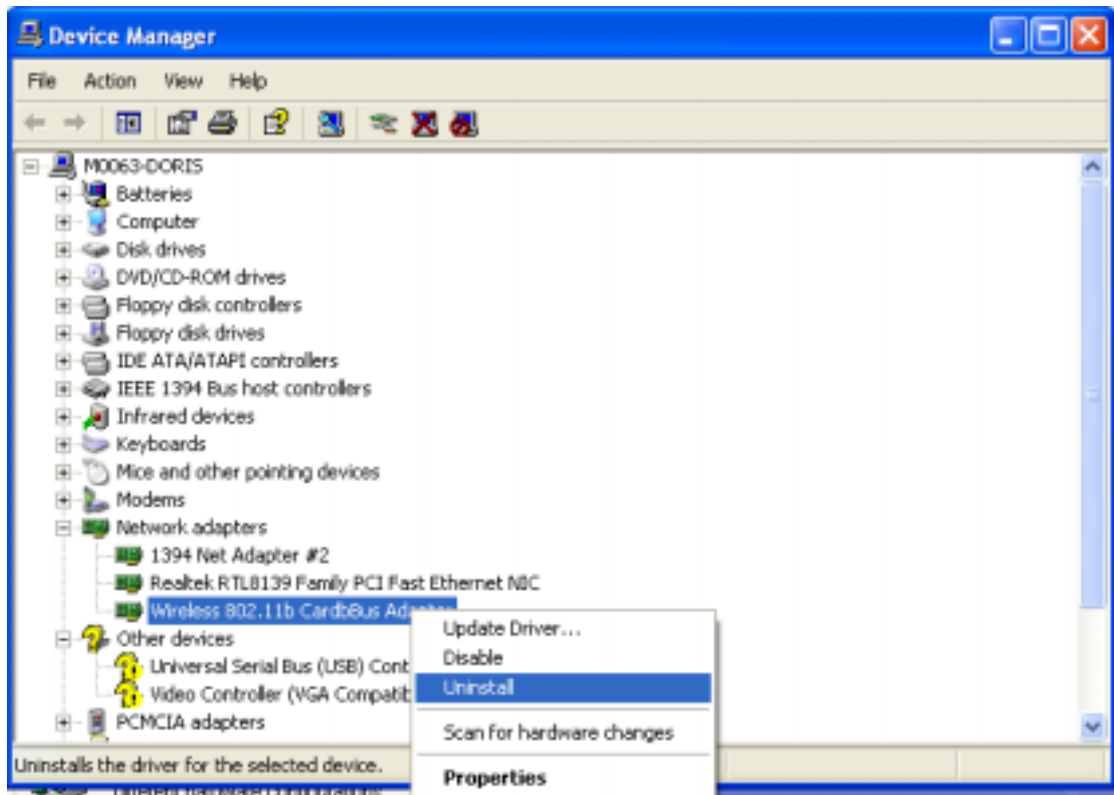 Device Manager
File Action View Help
M0063-DORIS
Batteries
Computer
Disk drives
DVD/CD-ROM drives
Floppy disk controllers
Floppy disk drives
IDE ATA/ATAPI controllers
IEEE 1394 Bus host controllers
Infrared devices
Keyboards
Mice and other pointing devices
Modems
Network adapters
1394 Net Adapter #2
Realtek RTL8139 Family PCI Fast Ethernet NIC
Wireless 802.11b CardbBus Adapter
Other devices
Universal Serial Bus (USB) Cont
Video Controller (VGA Compatib
PCMCIA adapters
Update Driver...
Disable
Uninstall
Scan for hardware changes
Properties
Uninstalls the driver for the selected device.